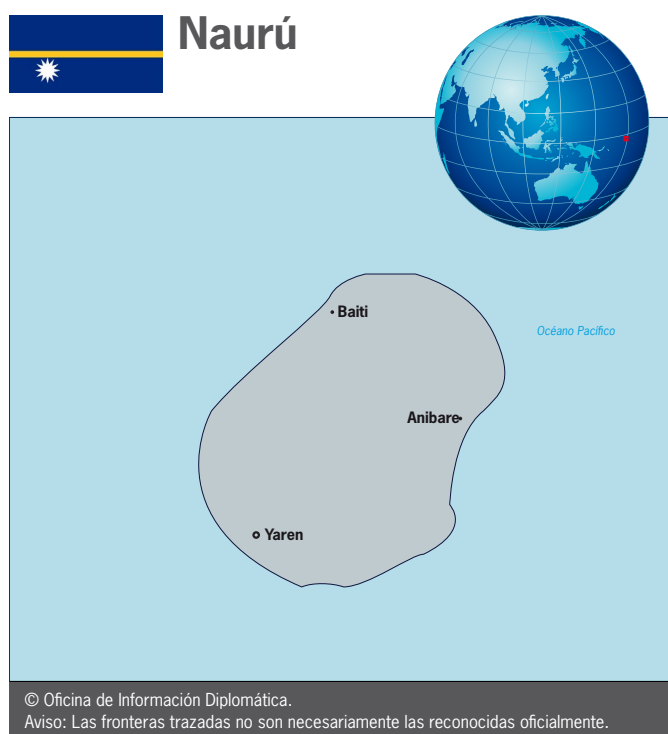 Naurú
Baiti
Océano Pacífico
Anibare
Yaren
© Oficina de Información Diplomática.
Aviso: Las fronteras trazadas no son necesariamente las reconocidas oficialmente.